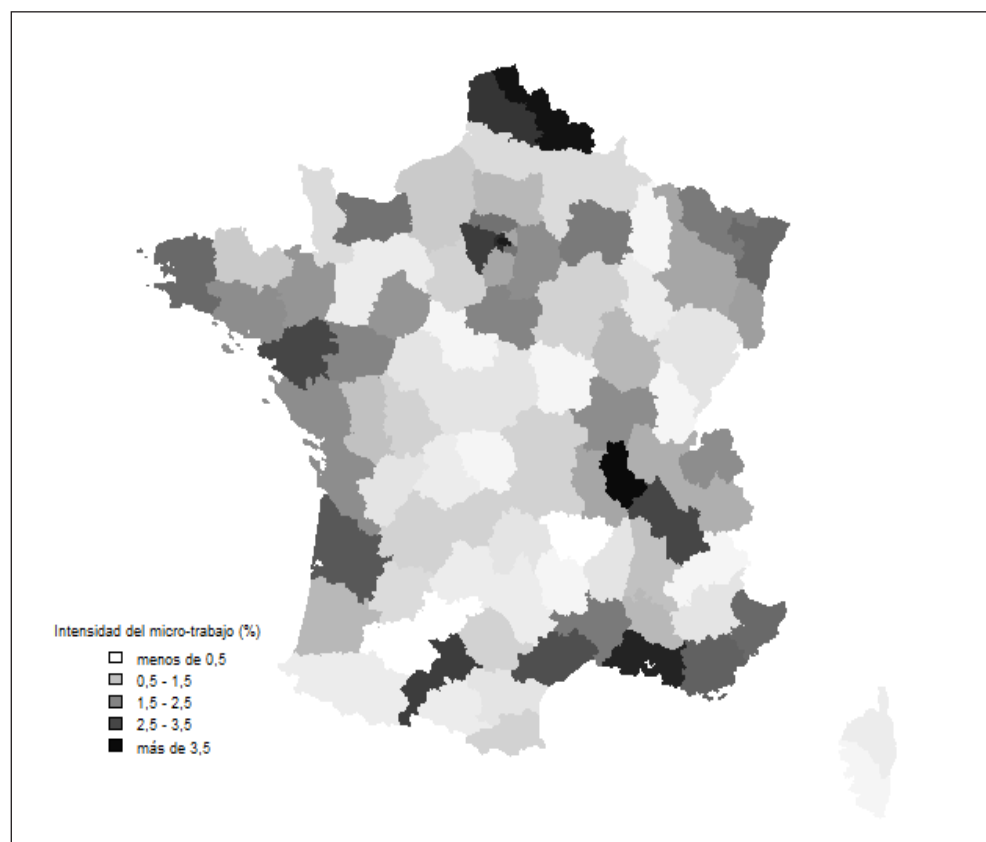 Intensidad del micro-trabajo (%)
menos de 0,5
0,5 - 1,5
1,5 - 2,5
2,5 - 3,5
más de 3,5